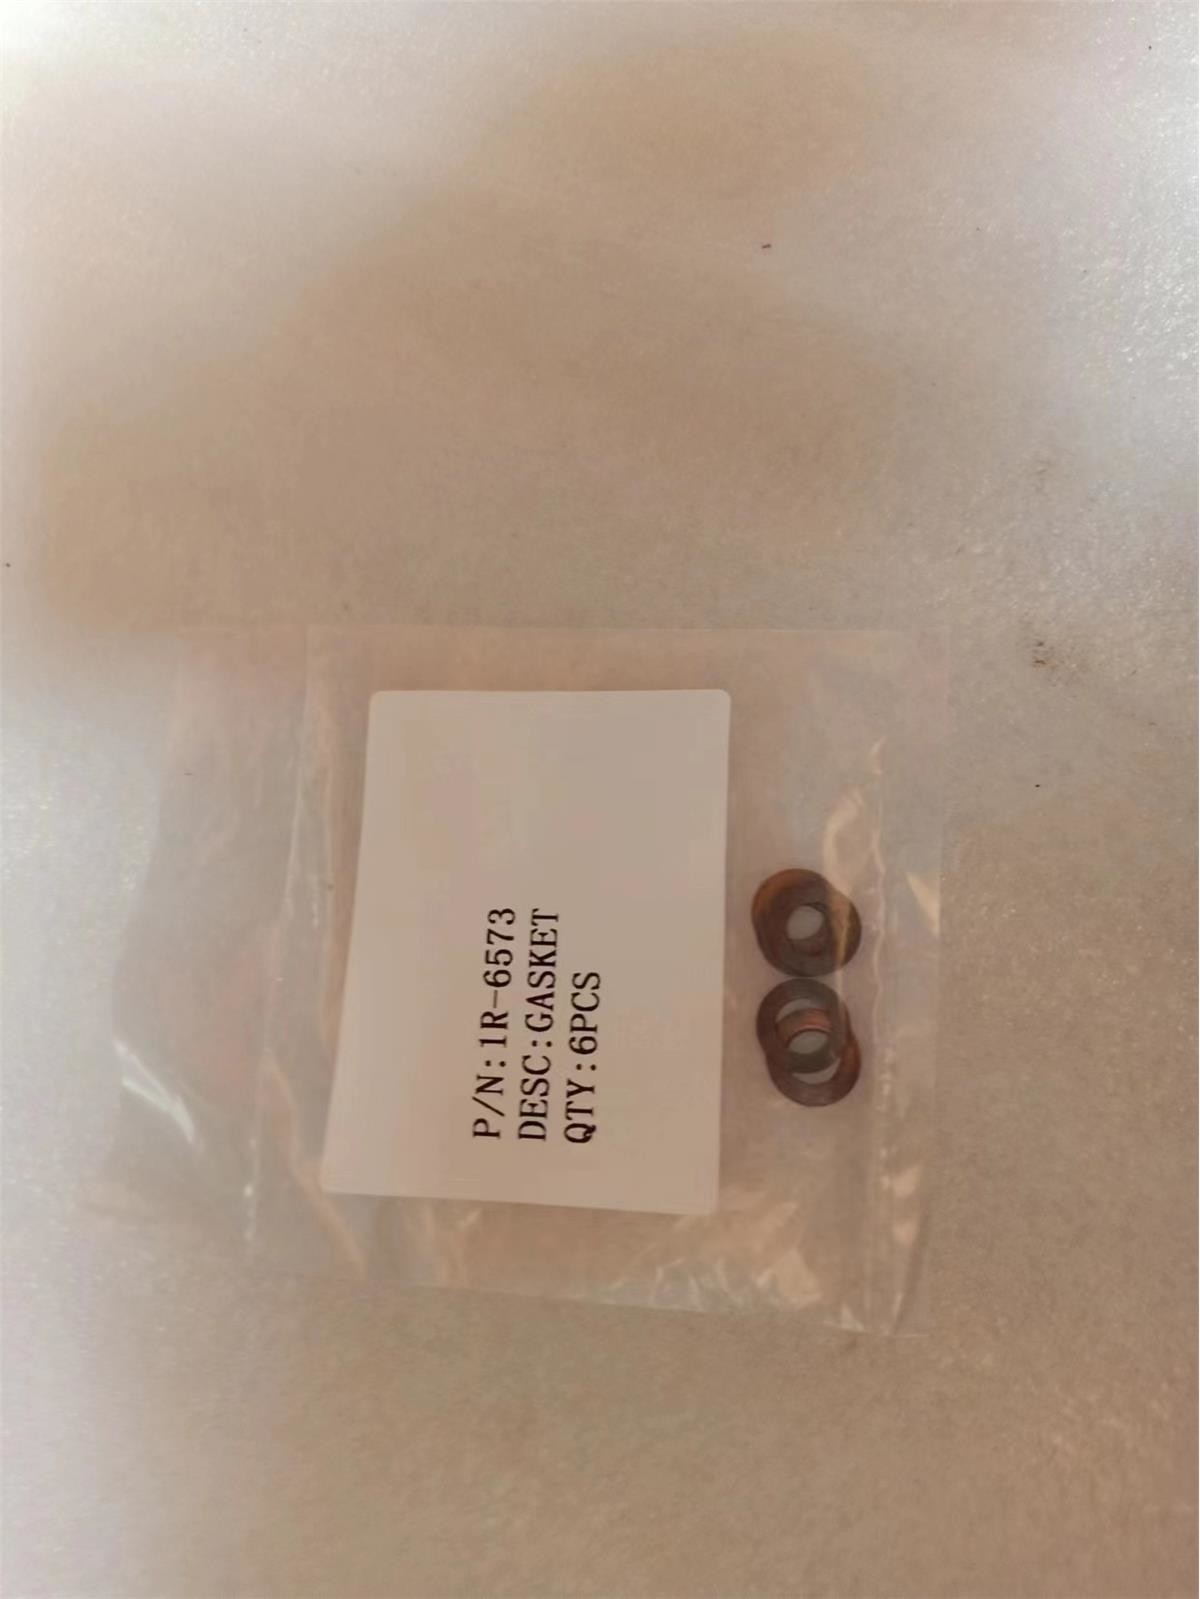 P/N:1R-6573
DESC:GASKET
QTY:6PCS